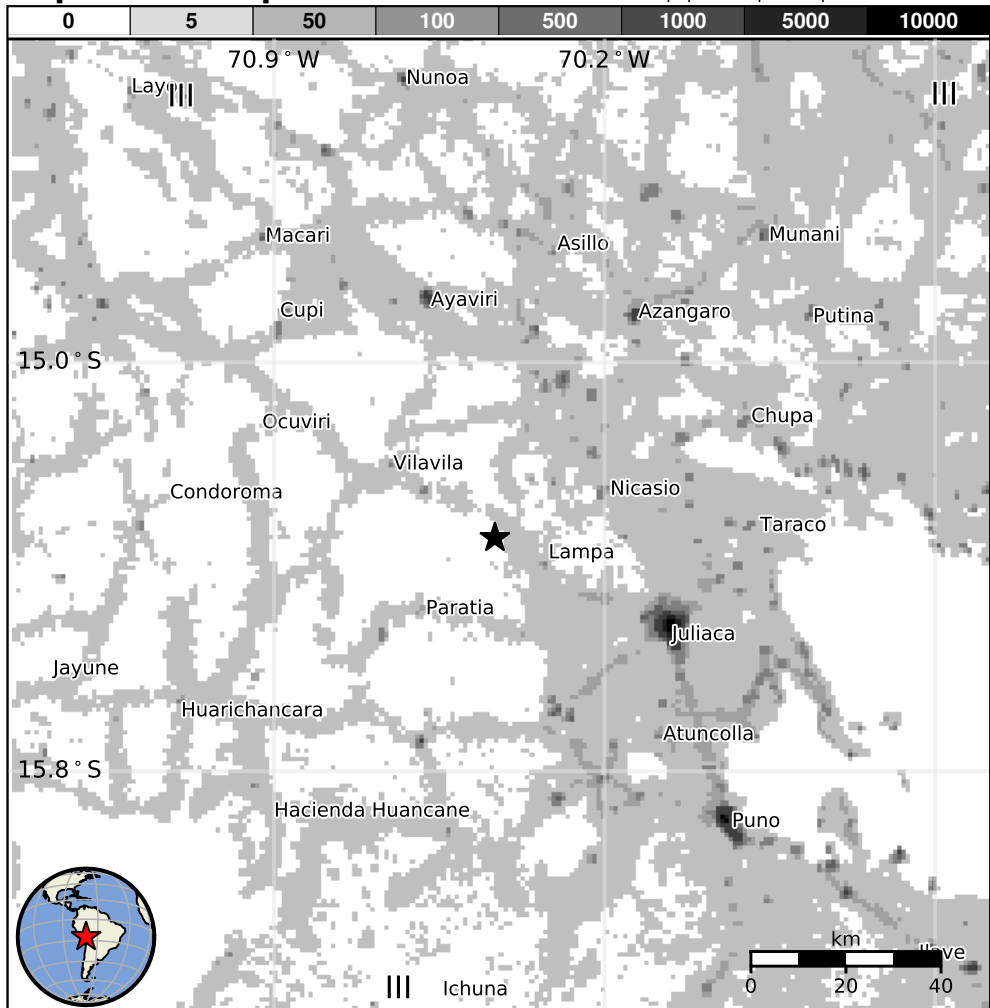 0 5 50 100 500 1000 5000 10000
70.9°W 70.2°W
Nunoa
Layo
III III
Macari Asillo Munani
Cupi Ayaviri Azangaro Putina
15.0°S
Ocuviri Chupa
Vilavila
Condoroma Nicasio
Taraco
Lampa
Paratia
Juliaca
Jayune
Huarichancara
Atuncolla
15.8°S
Hacienda Huancane Puno
km
Ilave
III Ichuna
0 20 40